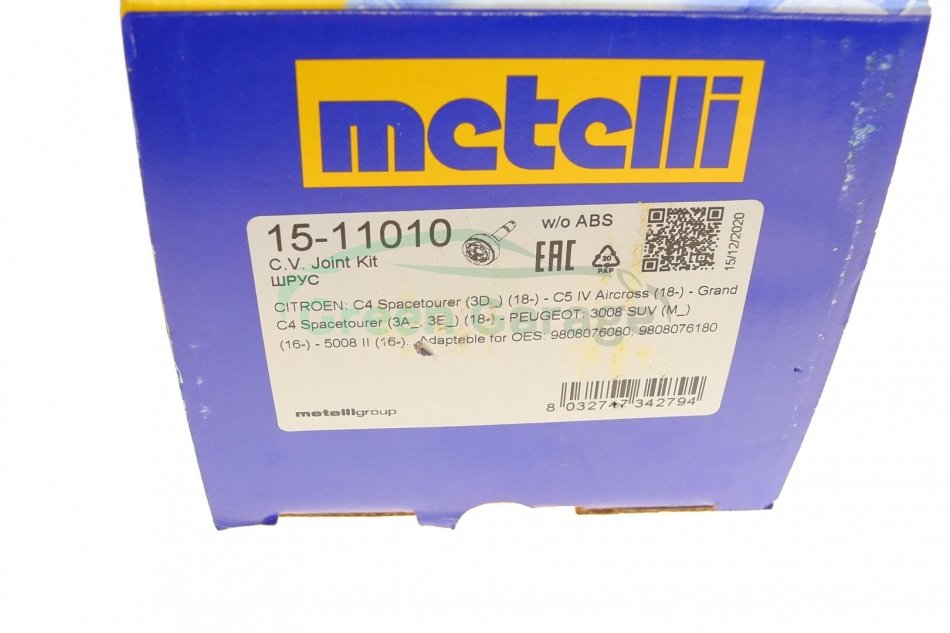 metelli
15-11010
w/o ABS
C.V. Joint Kit
ШРУС
EAC
20
PAP
15/12/2020
CITROEN: C4 Spacetourer (3D_) (18-) - C5 IV Aircross (18-) - Grand
C4 Spacetourer (3A_, 3E_) (18-) - PEUGEOT: 3008 SUV (M_)
(16-) - 5008 II (16-). Adaptable for OES: 9808076080; 9808076180
Green Garage
metelligroup
8 032747 342794